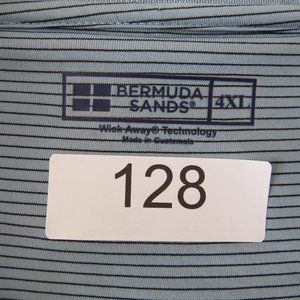 BERMUDA
SANDS® 4XL
Wick-Away® Technology
Made in Guatemala
128